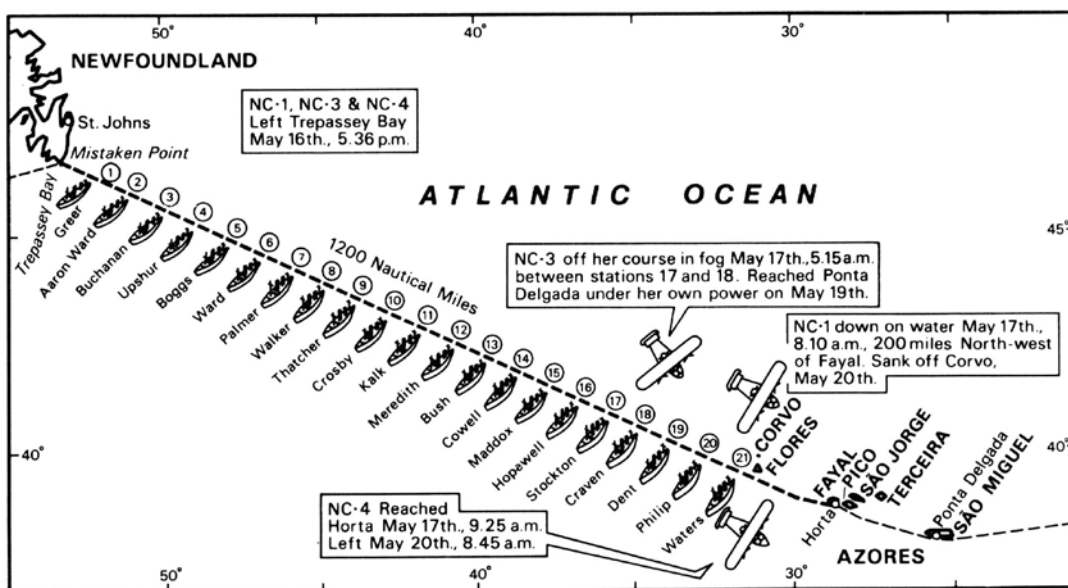 50°
40°
30°
NEWFOUNDLAND
St. Johns
Mistaken Point
Trepassey Bay
NC-1, NC-3 & NC-4
Left Trepassey Bay
May 16th., 5.36 p.m.
ATLANTIC OCEAN
1200 Nautical Miles
45°
1
2
3
4
5
6
7
8
9
10
11
12
13
14
15
16
17
18
19
20
21
Greer
Aaron Ward
Buchanan
Upshur
Boggs
Ward
Palmer
Walker
Thatcher
Crosby
Kalk
Meredith
Bush
Cowell
Maddox
Hopewell
Stockton
Craven
Dent
Philip
Waters
NC-3 off her course in fog May 17th.,5.15a.m.
between stations 17 and 18. Reached Ponta
Delgada under her own power on May 19th.
NC-1 down on water May 17th.,
8.10 a.m., 200 miles North-west
of Fayal. Sank off Corvo,
May 20th.
CORVO
FLORES
FAYAL
PICO
SÃO JORGE
TERCEIRA
Horta
Ponta Delgada
SÃO MIGUEL
AZORES
40°
40°
NC-4 Reached
Horta May 17th., 9.25 a.m.
Left May 20th., 8.45 a.m.
50°
40°
30°